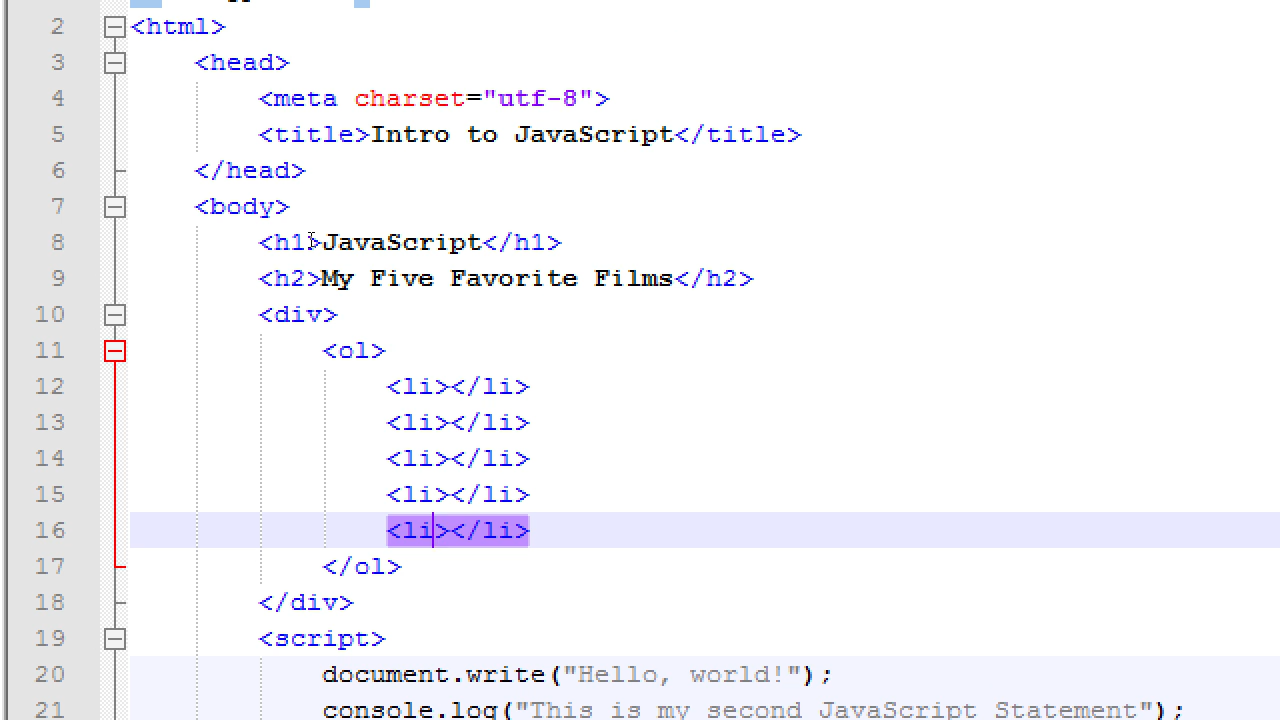 2 <html>
3 <head>
4 <meta charset="utf-8">
5 <title>Intro to JavaScript</title>
6 </head>
7 <body>
8 <h1>JavaScript</h1>
9 <h2>My Five Favorite Films</h2>
10 <div>
11 <ol>
12 <li></li>
13 <li></li>
14 <li></li>
15 <li></li>
16 <li></li>
17 </ol>
18 </div>
19 <script>
20 document.write("Hello, world!");
21 console.log("This is my second JavaScript Statement");